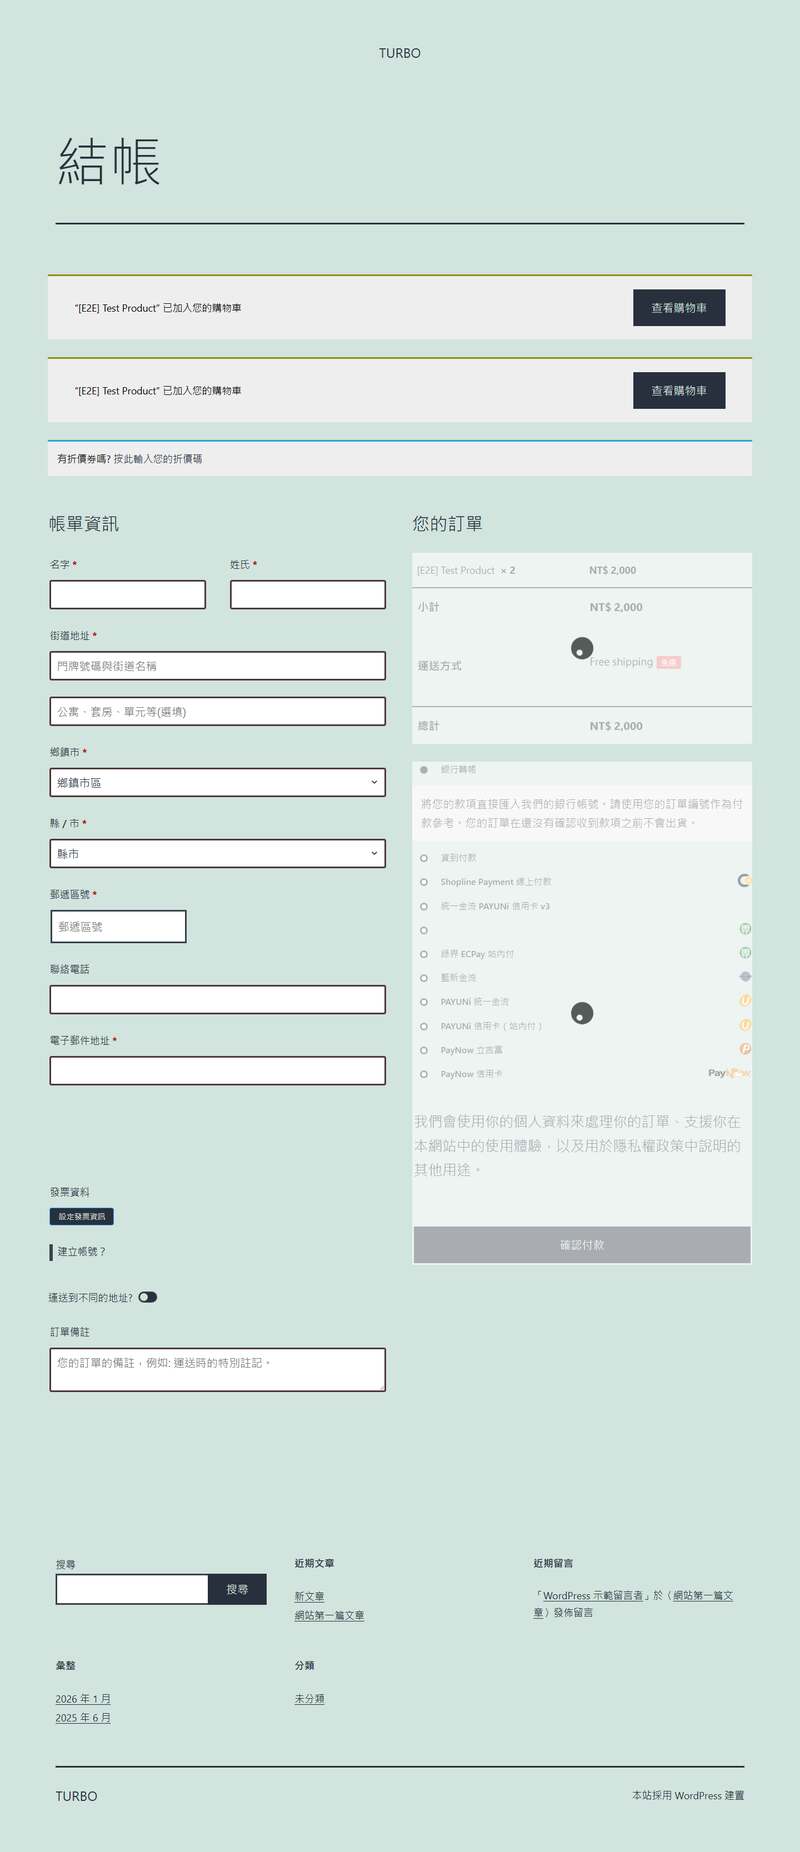 TURBO
結帳
“[E2E] Test Product” 已加入您的購物車
查看購物車
“[E2E] Test Product” 已加入您的購物車
查看購物車
有折價券嗎? 按此輸入您的折價碼
帳單資訊
名字 *
姓氏 *
街道地址 *
門牌號碼與街道名稱
公寓、套房、單元等(選填)
鄉鎮市 *
鄉鎮市區
縣 / 市 *
縣市
郵遞區號 *
郵遞區號
聯絡電話
電子郵件地址 *
發票資料
設定發票資訊
建立帳號？
運送到不同的地址?
訂單備註
您的訂單的備註，例如: 運送時的特別註記。
您的訂單
[E2E] Test Product × 2
NT$ 2,000
小計
NT$ 2,000
運送方式
Free shipping 免運
總計
NT$ 2,000
銀行轉帳
將您的款項直接匯入我們的銀行帳號。請使用您的訂單編號作為付
款參考。您的訂單在還沒有確認收到款項之前不會出貨。
貨到付款
Shopline Payment 線上付款
統一金流 PAYUNi 信用卡 v3
綠界 ECPay 站內付
藍新金流
PAYUNi 統一金流
PAYUNi 信用卡 ( 站內付 )
PayNow 立吉富
PayNow 信用卡
PayNow
我們會使用你的個人資料來處理你的訂單、支援你在
本網站中的使用體驗，以及用於隱私權政策中說明的
其他用途。
確認付款
搜尋
搜尋
近期文章
新文章
網站第一篇文章
近期留言
「WordPress 示範留言者」於〈網站第一篇文
章〉發佈留言
彙整
2026 年 1 月
2025 年 6 月
分類
未分類
TURBO
本站採用 WordPress 建置